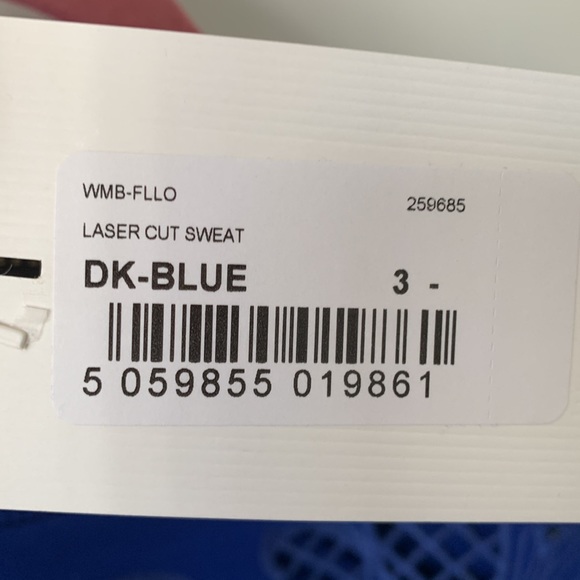 WMB-FLLO 259685
LASER CUT SWEAT
DK-BLUE 3 -
5 059855 019861